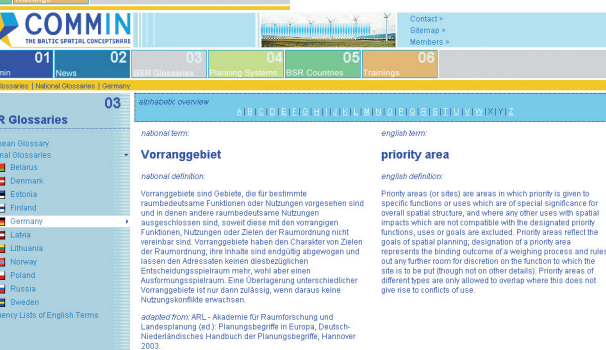 Trainings
COMMIN
THE BALTIC SPATIAL CONCEPTSHARE
Contact >
Sitemap >
Members >
01 02 03 04 05 06
min News BSR Glossaries Planning Systems BSR Countries Trainings
lossaries | National Glossaries | Germany
03
R Glossaries
alphabetic overview
A|B|C|D|E|F|G|H|I|J|K|L|M|N|O|P|Q|R|S|T|U|V|W|X|Y|Z
ean Glossary
nal Glossaries
Belarus
Denmark
Estonia
Finland
Germany
Latvia
Lithuania
Norway
Poland
Russia
Sweden
ency Lists of English Terms
national term:
Vorranggebiet
national definition:
Vorranggebiete sind Gebiete, die für bestimmte
raumbedeutsame Funktionen oder Nutzungen vorgesehen sind
und in denen andere raumbedeutsame Nutzungen
ausgeschlossen sind, soweit diese mit den vorrangigen
Funktionen, Nutzungen oder Zielen der Raumordnung nicht
vereinbar sind. Vorranggebiete haben den Charakter von Zielen
der Raumordnung; ihre Inhalte sind endgültig abgewogen und
lassen den Adressaten keinen diesbezüglichen
Entscheidungsspielraum mehr, wohl aber einen
Ausformungsspielraum. Eine Überlagerung unterschiedlicher
Vorranggebiete ist nur dann zulässig, wenn daraus keine
Nutzungskonflikte erwachsen.
adapted from: ARL - Akademie für Raumforschung und
Landesplanung (ed.): Planungsbegriffe in Europa, Deutsch-
Niederländisches Handbuch der Planungsbegriffe, Hannover
2003.
english term:
priority area
english definition:
Priority areas (or sites) are areas in which priority is given to
specific functions or uses which are of special significance for
overall spatial structure, and where any other uses with spatial
impacts which are not compatible with the designated priority
functions, uses or goals are excluded. Priority areas reflect the
goals of spatial planning; designation of a priority area
represents the binding outcome of a weighing process and rules
out any further room for discretion on the function to which the
site is to be put (though not on other details). Priority areas of
different types are only allowed to overlap where this does not
give rise to conflicts of use.